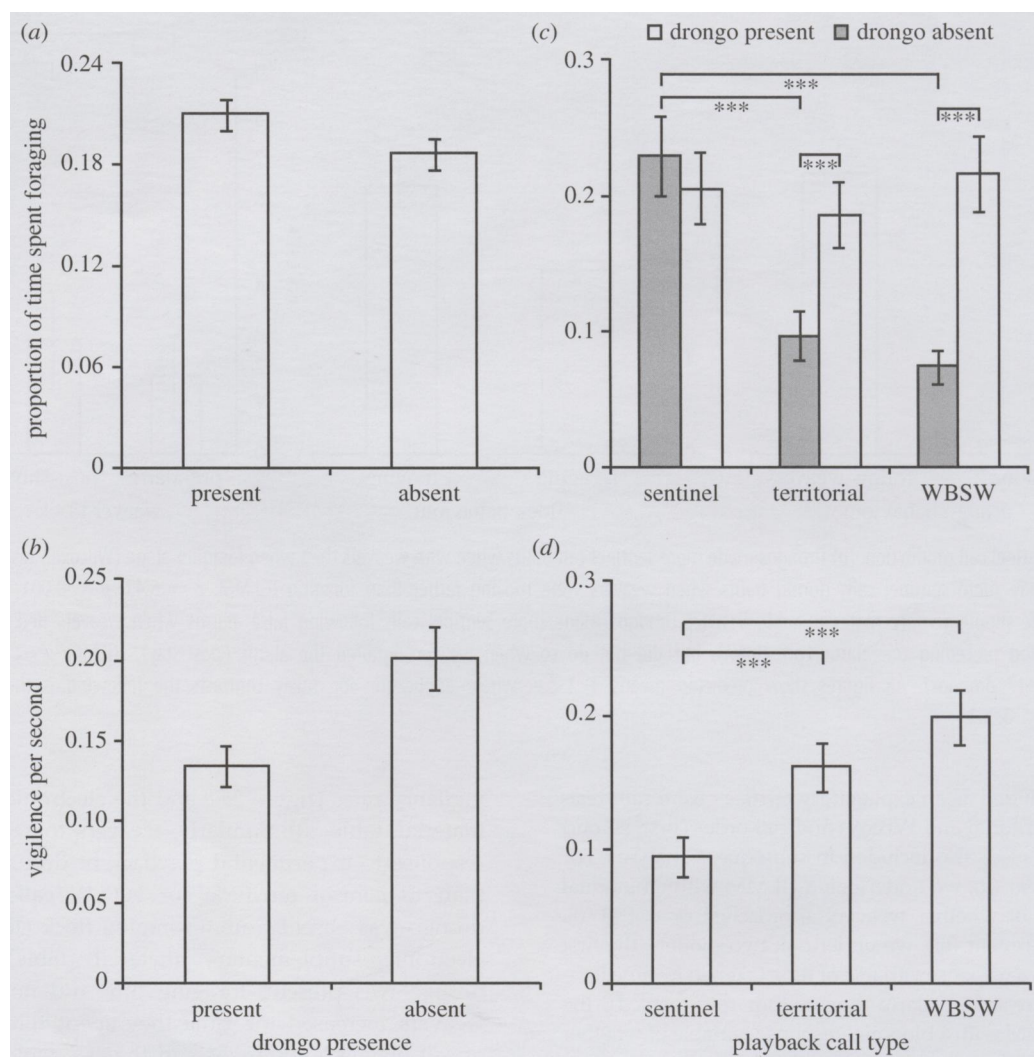 (a)
proportion of time spent foraging
0.24
0.18
0.12
0.06
0
present
absent
(c)
drongo present
drongo absent
0.3
0.2
0.1
0
***
***
***
***
sentinel
territorial
WBSW
(b)
vigilence per second
0.25
0.20
0.15
0.10
0.05
0
present
absent
drongo presence
(d)
0.3
0.2
0.1
0
***
***
sentinel
territorial
WBSW
playback call type